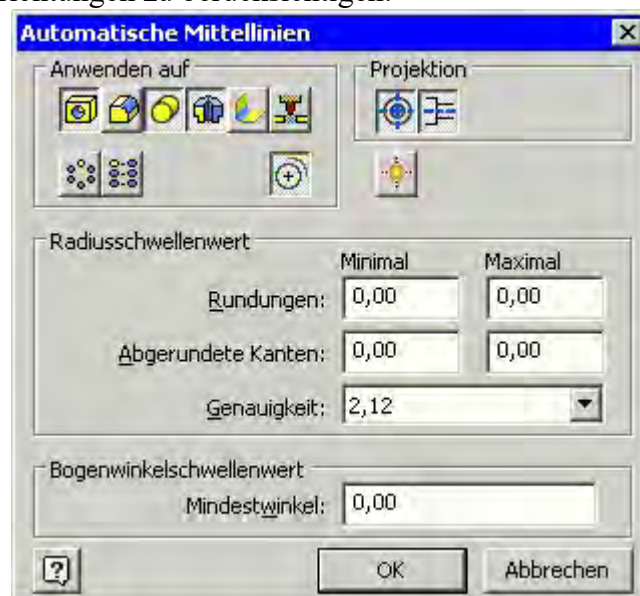 Automatische Mittellinien
Anwenden auf
Projektion
Radiusschwellenwert
Minimal Maximal
Rundungen: 0,00 0,00
Abgerundete Kanten: 0,00 0,00
Genauigkeit: 2,12
Bogenwinkelschwellenwert
Mindestwinkel: 0,00
? OK Abbrechen